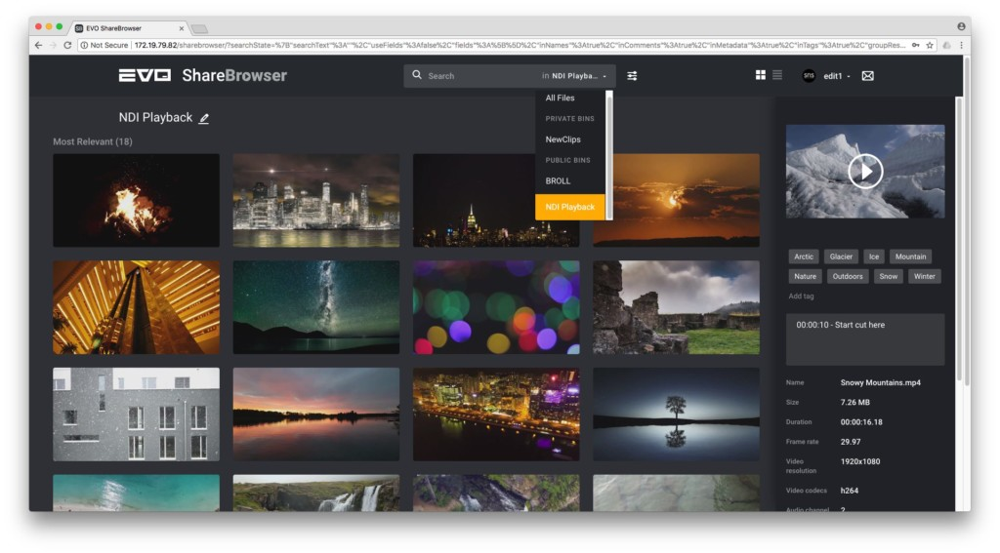 EVO ShareBrowser
Not Secure | 172.19.79.82/sharebrowser/?searchState=%7B"searchText"%3A""%2C"useFields"%3Afalse%2C"fields"%3A%5B%5D%2C"inNames"%3Atrue%2C"inComments"%3Atrue%2C"inMetadata"%3Atrue%2C"inTags"%3Atrue%2C"groupRes...
EVO ShareBrowser
Search in NDI Playba...
sns edit1
All Files
PRIVATE BINS
NewClips
PUBLIC BINS
BROLL
NDI Playback
NDI Playback
Most Relevant (18)
Arctic Glacier Ice Mountain
Nature Outdoors Snow Winter
Add tag
00:00:10 - Start cut here
Name Snowy Mountains.mp4
Size 7.26 MB
Duration 00:00:16.18
Frame rate 29.97
Video resolution 1920x1080
Video codecs h264
Audio channel 2